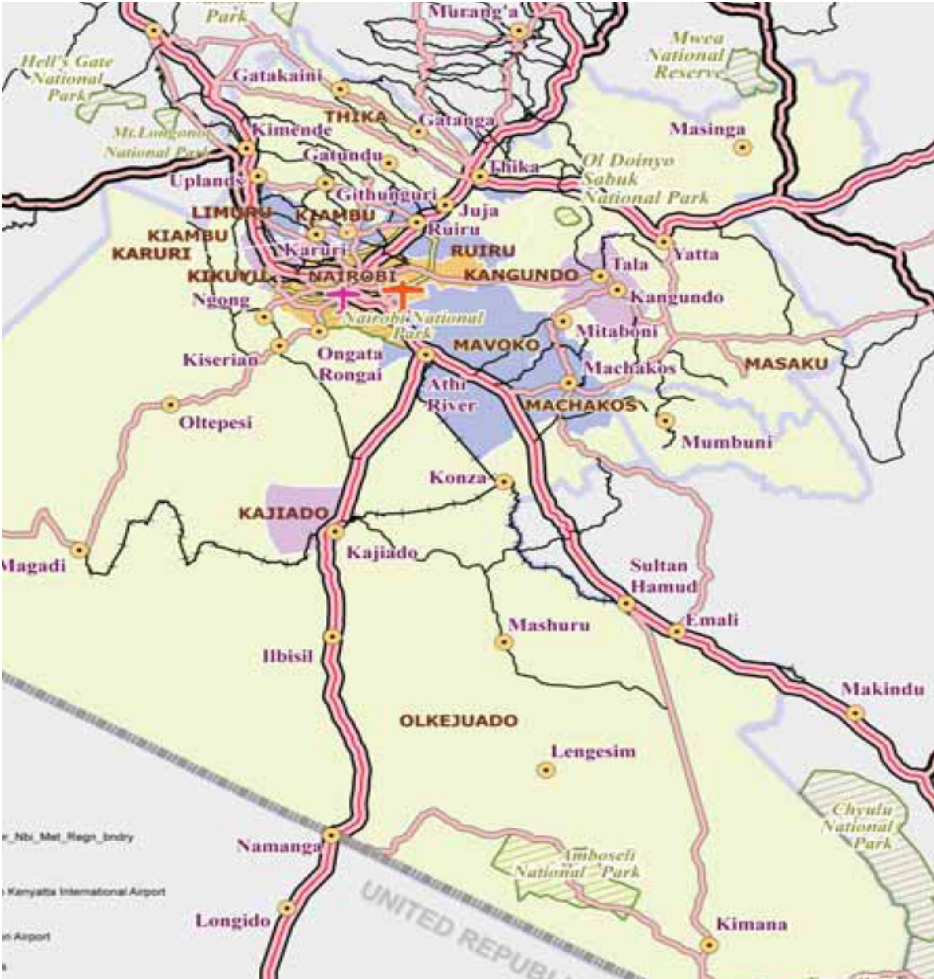 National
Park
Murang'a
Mwea
National
Reserve
Hell's Gate
National
Park
Gatakaini
THIKA
Gatanga
Masinga
Mt.Longonot
National Park
Kimende
Gatundu
Thika
Ol Doinyo
Sabuk
National Park
Uplands
Githunguri
Juja
LIMURU
KIAMBU
Ruiru
KIAMBU
KARURI
Karuri
RUIRU
Yatta
KIKUYU
NAIROBI
KANGUNDO
Tala
Ngong
Kangundo
Nairobi National
Park
Mitaboni
Kiserian
Ongata
Rongai
MAVOKO
Machakos
MASAKU
Athi
River
MACHAKOS
Oltepesi
Mumbuni
Konza
KAJIADO
Kajiado
Magadi
Sultan
Hamud
Mashuru
Emali
Ilbisil
Makindu
OLKEJUADO
Lengesim
Chyulu
National
Park
r_Nbi_Met_Regn_bndry
Namanga
Amboseli
National Park
Kenyatta International Airport
UNITED REPUBLI
Longido
Kimana
n Airport